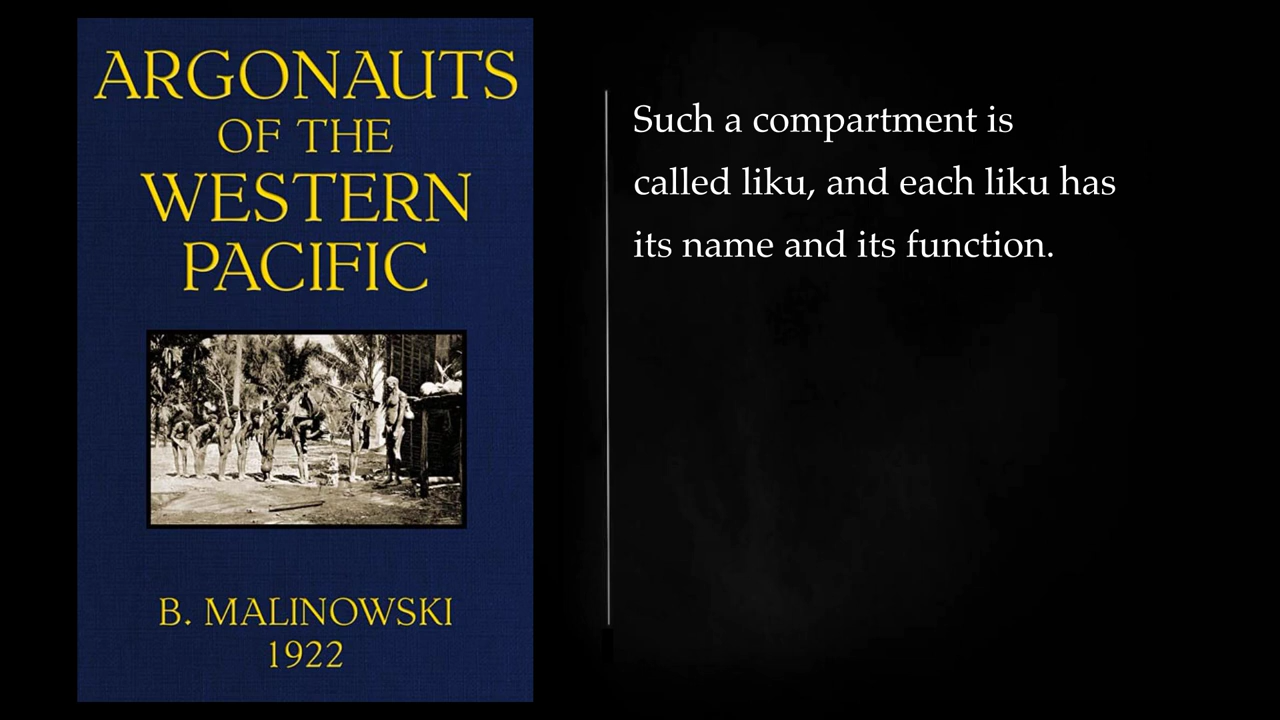 ARGONAUTS
OF THE
WESTERN
PACIFIC
B. MALINOWSKI
1922
Such a compartment is
called liku, and each liku has
its name and its function.